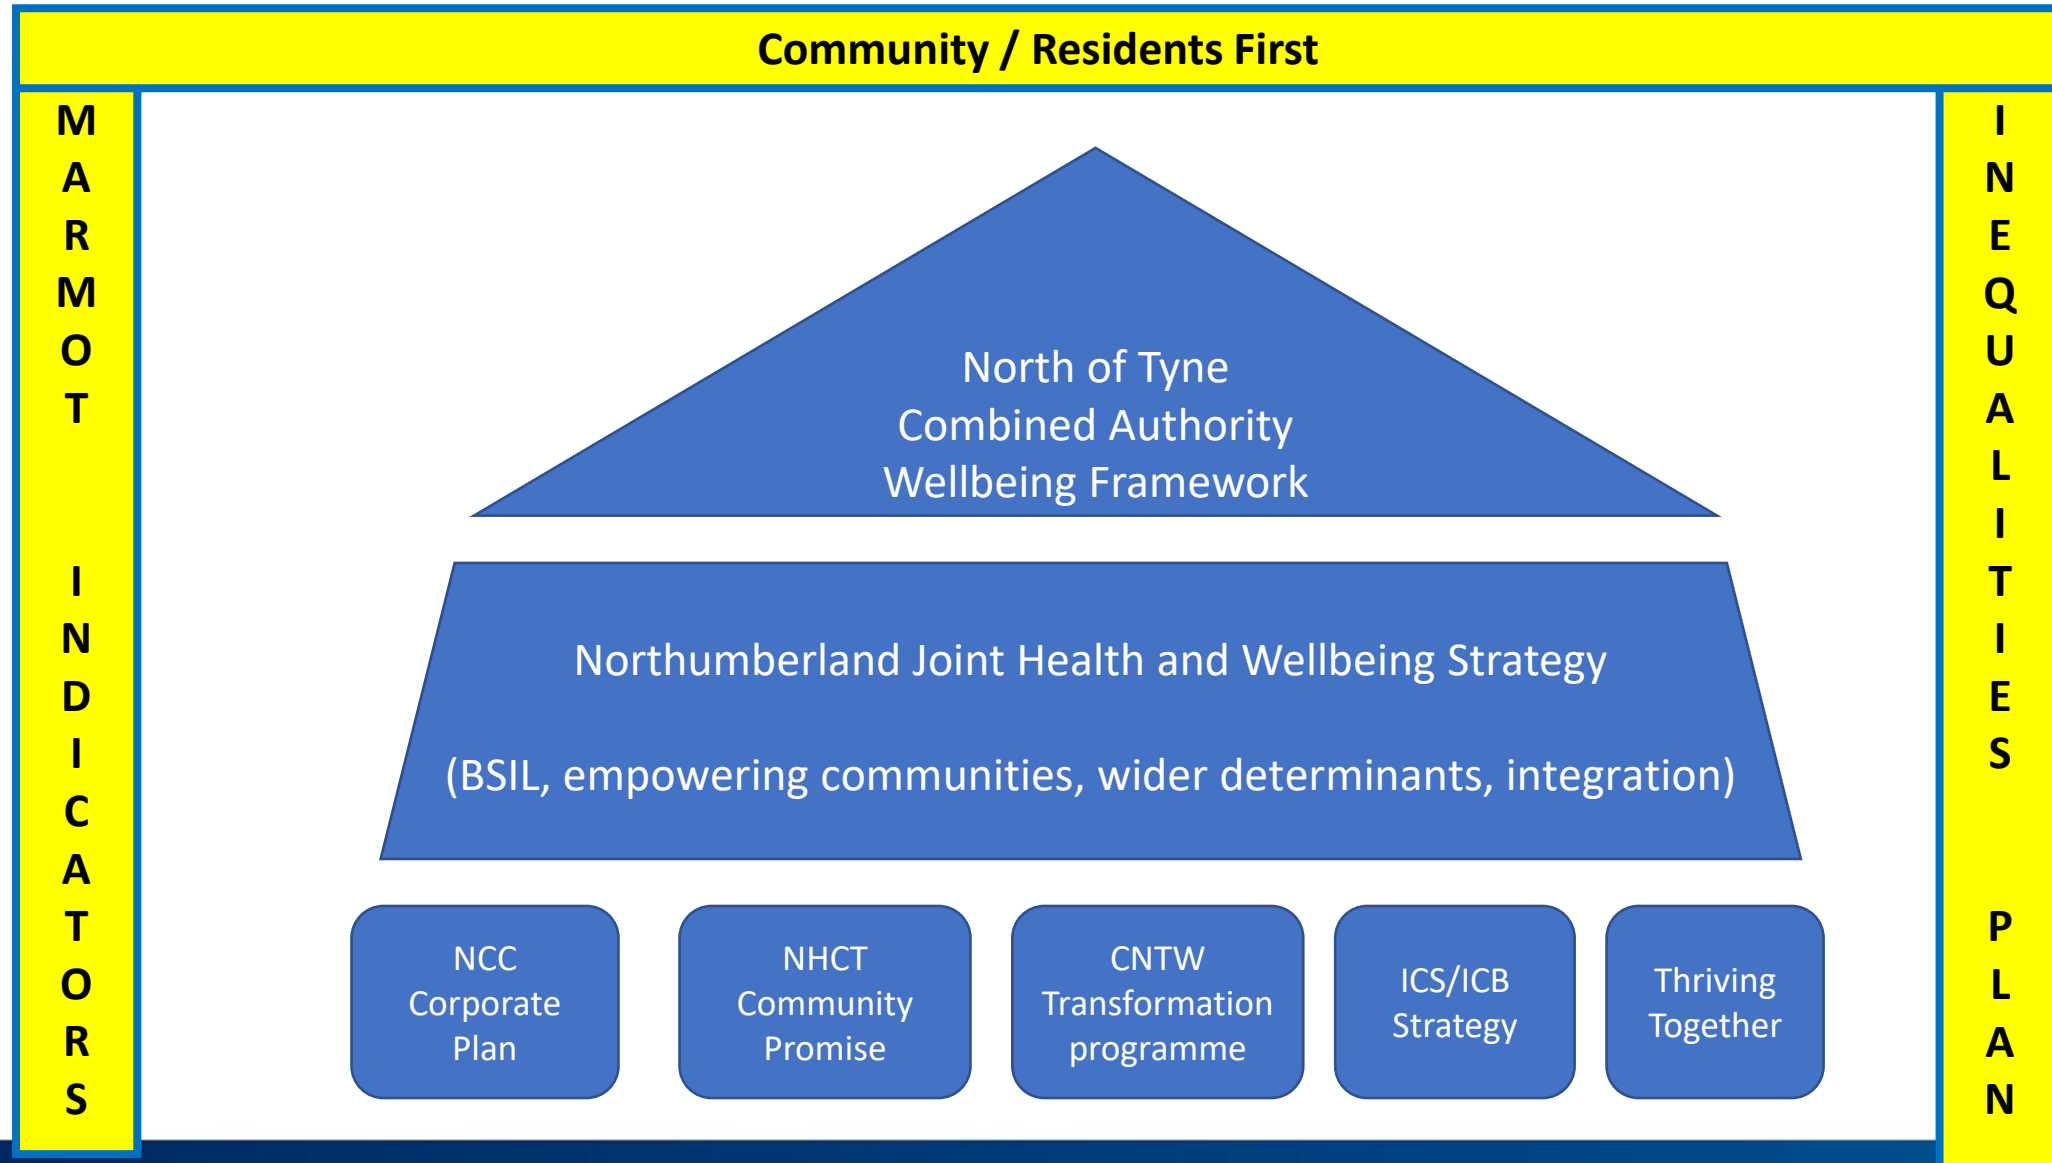 Community / Residents First
MARMOT INDICATORS
North of Tyne
Combined Authority
Wellbeing Framework
Northumberland Joint Health and Wellbeing Strategy
(BSIL, empowering communities, wider determinants, integration)
NCC
Corporate
Plan
NHCT
Community
Promise
CNTW
Transformation
programme
ICS/ICB
Strategy
Thriving
Together
INEQUALITIES PLAN